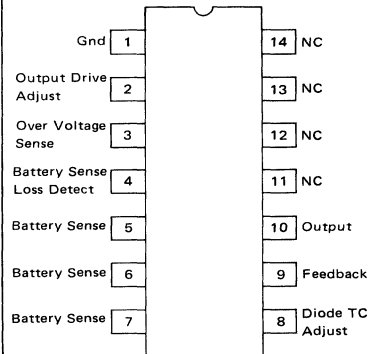 Gnd 1 14 NC
Output Drive Adjust 2 13 NC
Over Voltage Sense 3 12 NC
Battery Sense Loss Detect 4 11 NC
Battery Sense 5 10 Output
Battery Sense 6 9 Feedback
Battery Sense 7 8 Diode TC Adjust